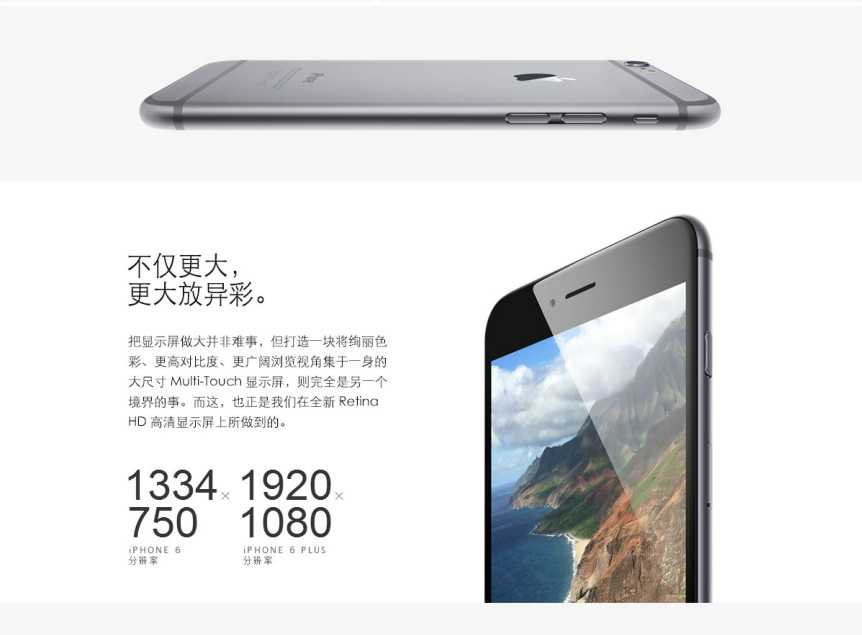 iPhone
不仅更大，
更大放异彩。
把显示屏做大并非难事，但打造一块将绚丽色
彩、更高对比度、更广阔浏览视角集于一身的
大尺寸 Multi-Touch 显示屏，则完全是另一个
境界的事。而这，也正是我们在全新 Retina
HD 高清显示屏上所做到的。
1334 ×
750
iPHONE 6
分辨率
1920 ×
1080
iPHONE 6 PLUS
分辨率